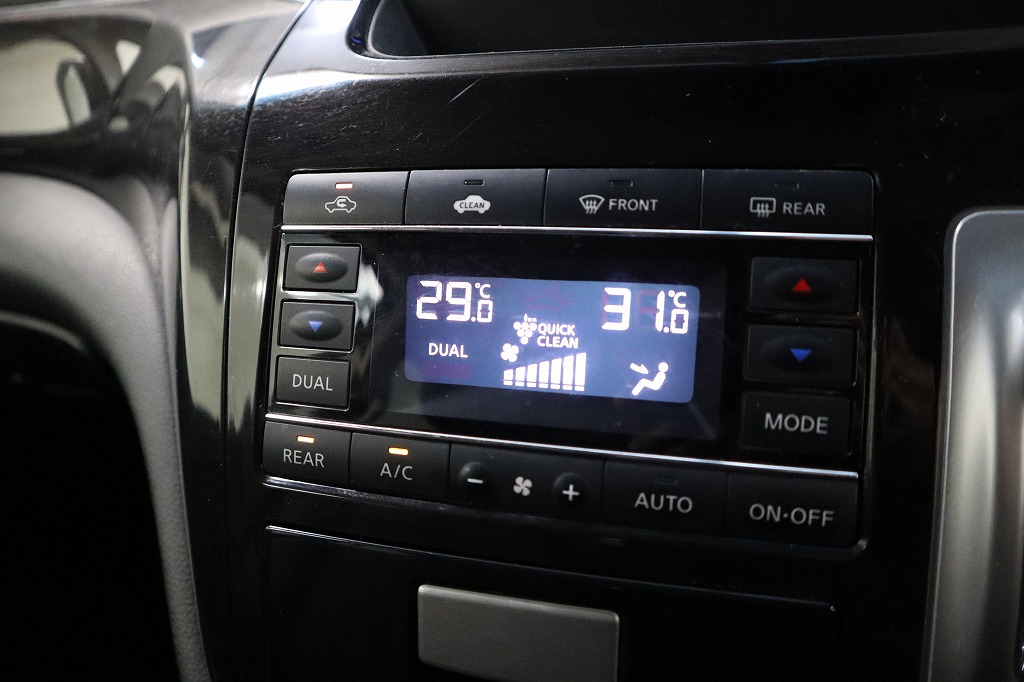 CLEAN
FRONT
REAR
29.0°C
31.0°C
QUICK
CLEAN
DUAL
DUAL
MODE
REAR
A/C
− +
AUTO
ON·OFF